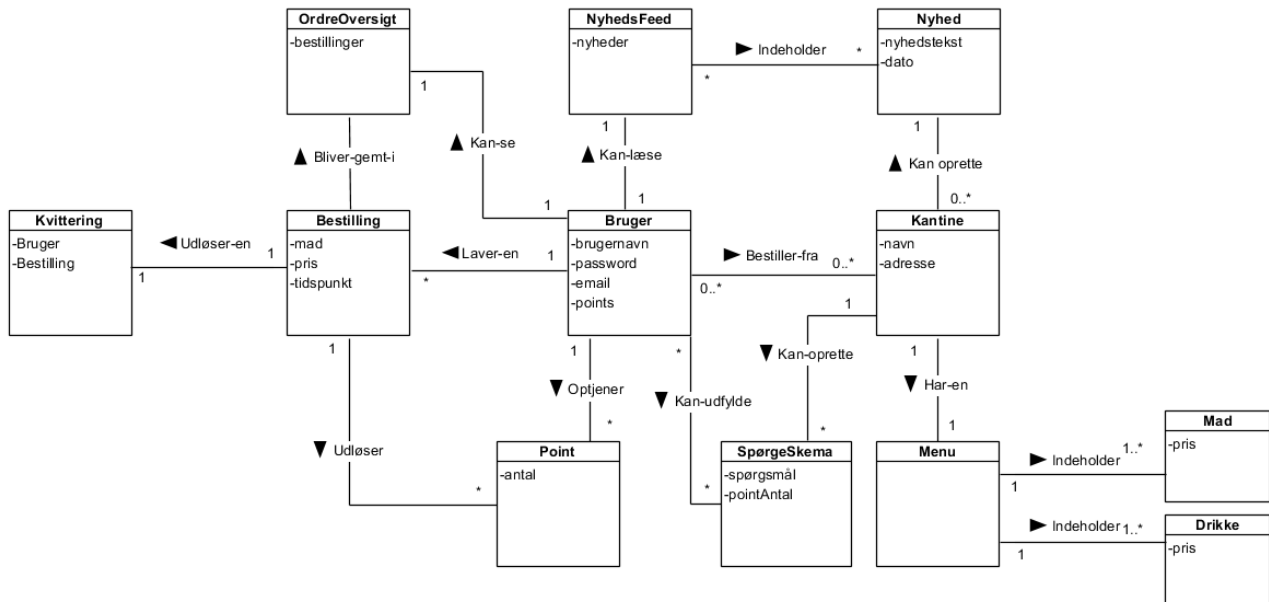 OrdreOversigt
-bestillinger
NyhedsFeed
-nyheder
Nyhed
-nyhedstekst
-dato
Indeholder
*
*
1
Kan-se
1
Bliver-gemt-i
1
Kan-læse
1
1
Kan oprette
0..*
Kvittering
-Bruger
-Bestilling
Udløser-en
1
1
Bestilling
-mad
-pris
-tidspunkt
Laver-en
1
*
Bruger
-brugernavn
-password
-email
-points
Bestiller-fra
0..*
0..*
Kantine
-navn
-adresse
1
Kan-oprette
*
1
Har-en
1
1
Udløser
*
1
Optjener
*
*
Kan-udfylde
*
Point
-antal
SpørgeSkema
-spørgsmål
-pointAntal
Menu
Indeholder
1..*
1
Mad
-pris
Indeholder
1..*
1
Drikke
-pris